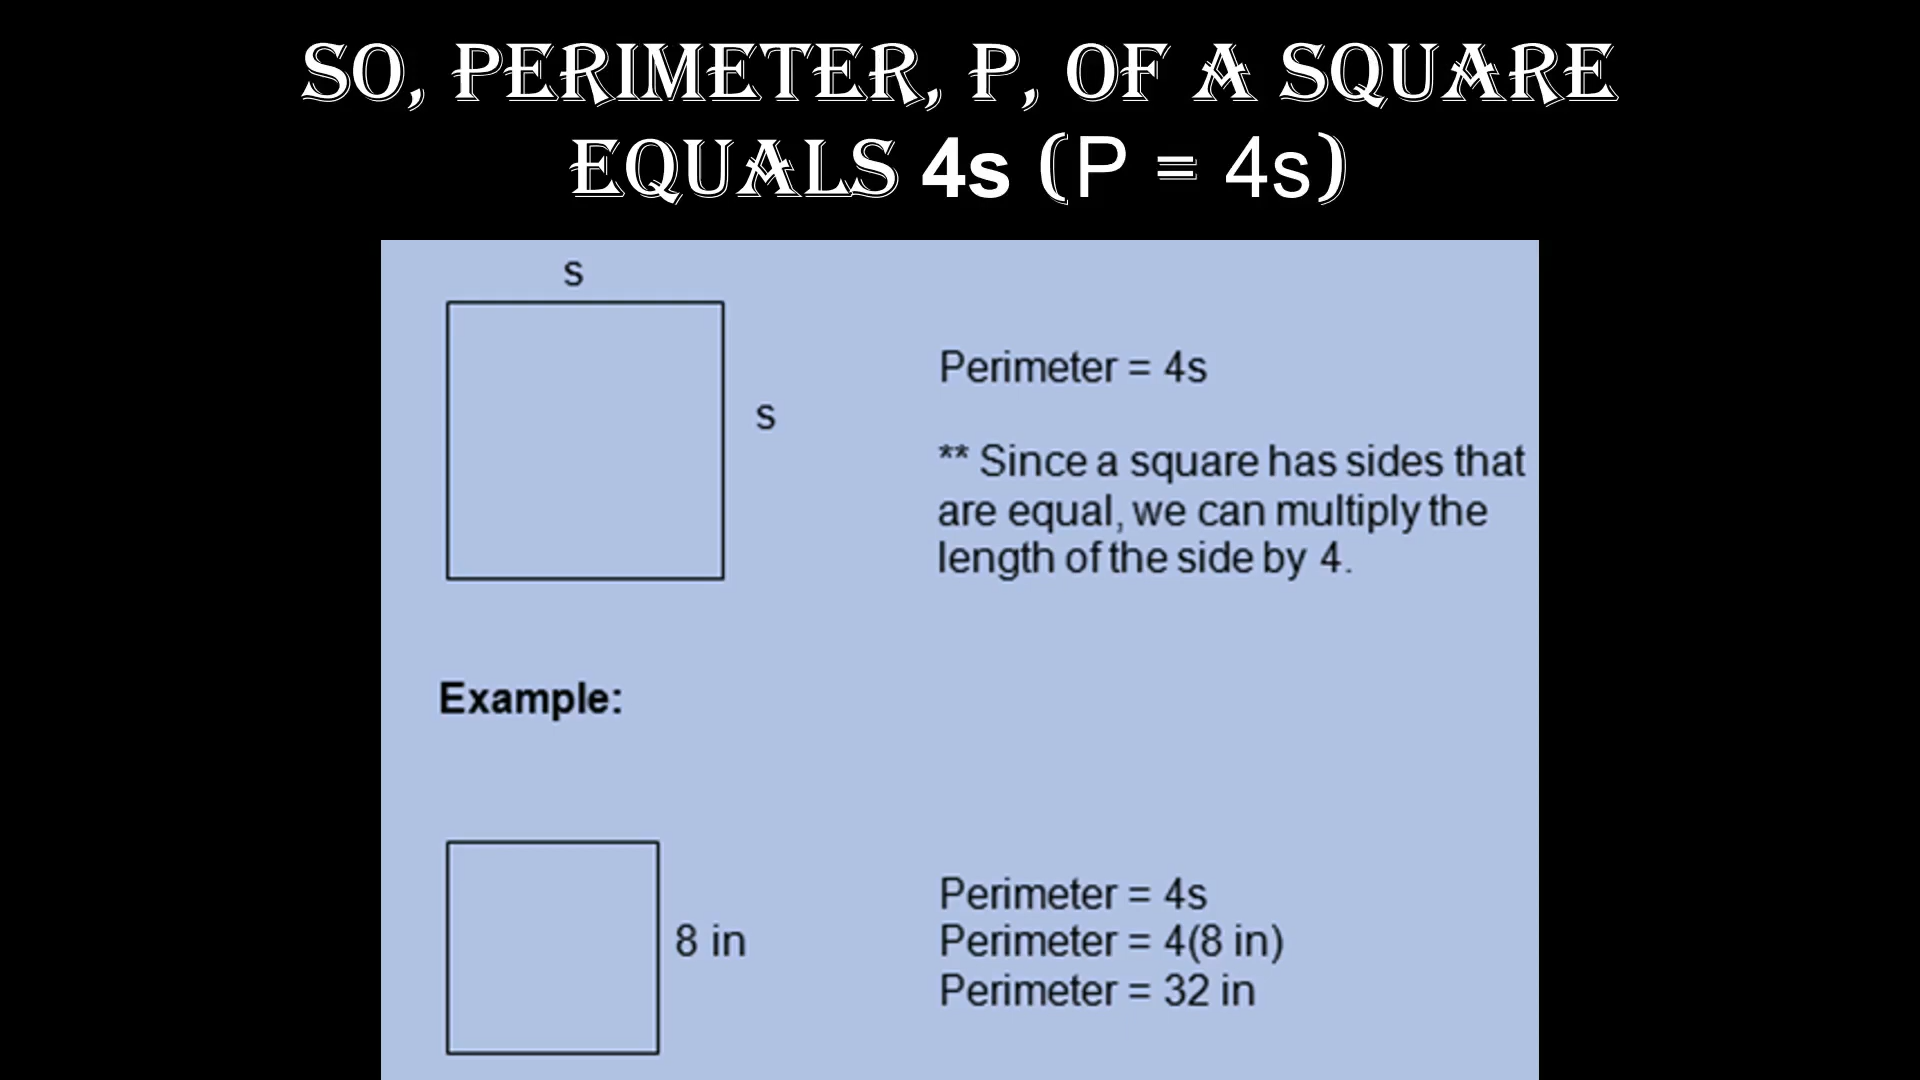 SO, PERIMETER, P, OF A SQUARE
EQUALS 4s (P = 4s)
s
s
Perimeter = 4s
** Since a square has sides that
are equal, we can multiply the
length of the side by 4.
Example:
8 in
Perimeter = 4s
Perimeter = 4(8 in)
Perimeter = 32 in